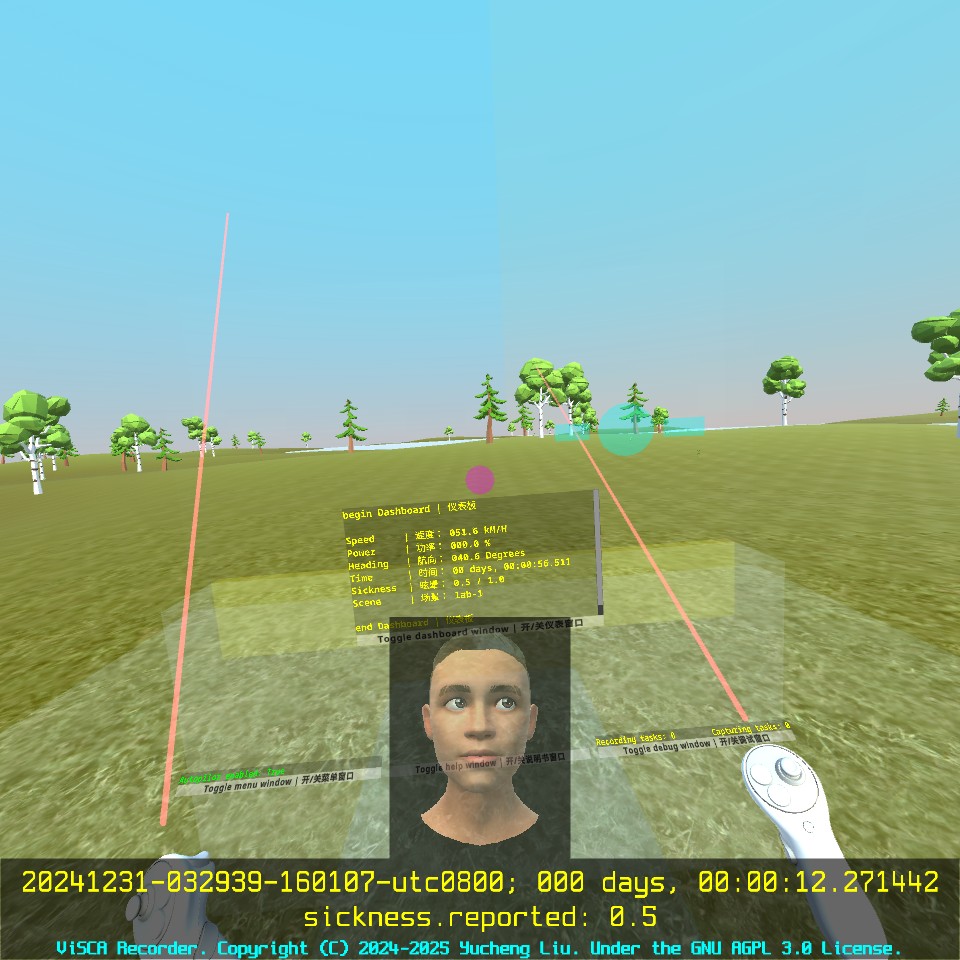 begin Dashboard | 仪表板
Speed | 速度： 051.6 kM/H
Power | 功率： 000.0 %
Heading | 航向： 040.6 Degrees
Time | 时间： 00 days, 00:00:56.511
Sickness | 眩晕： 0.5 / 1.0
Scene | 场景： lab-1
end Dashboard | 仪表板
Toggle dashboard window | 开/关仪表窗口
Recording tasks: 0 Capturing tasks: 0
Toggle debug window | 开/关调试窗口
Toggle help window | 开/关说明书窗口
Autopilot enabled: True
Toggle menu window | 开/关菜单窗口
20241231-032939-160107-utc0800; 000 days, 00:00:12.271442
sickness.reported: 0.5
ViSCA Recorder. Copyright (C) 2024-2025 Yucheng Liu. Under the GNU AGPL 3.0 License.